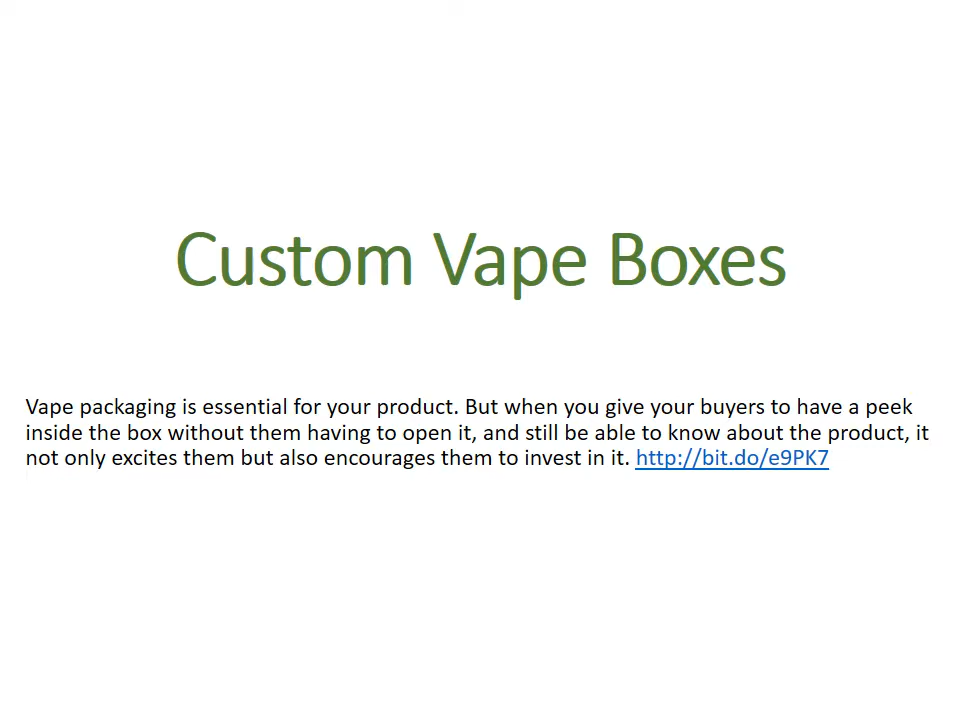 Custom Vape Boxes
Vape packaging is essential for your product. But when you give your buyers to have a peek
inside the box without them having to open it, and still be able to know about the product, it
not only excites them but also encourages them to invest in it. http://bit.do/e9PK7